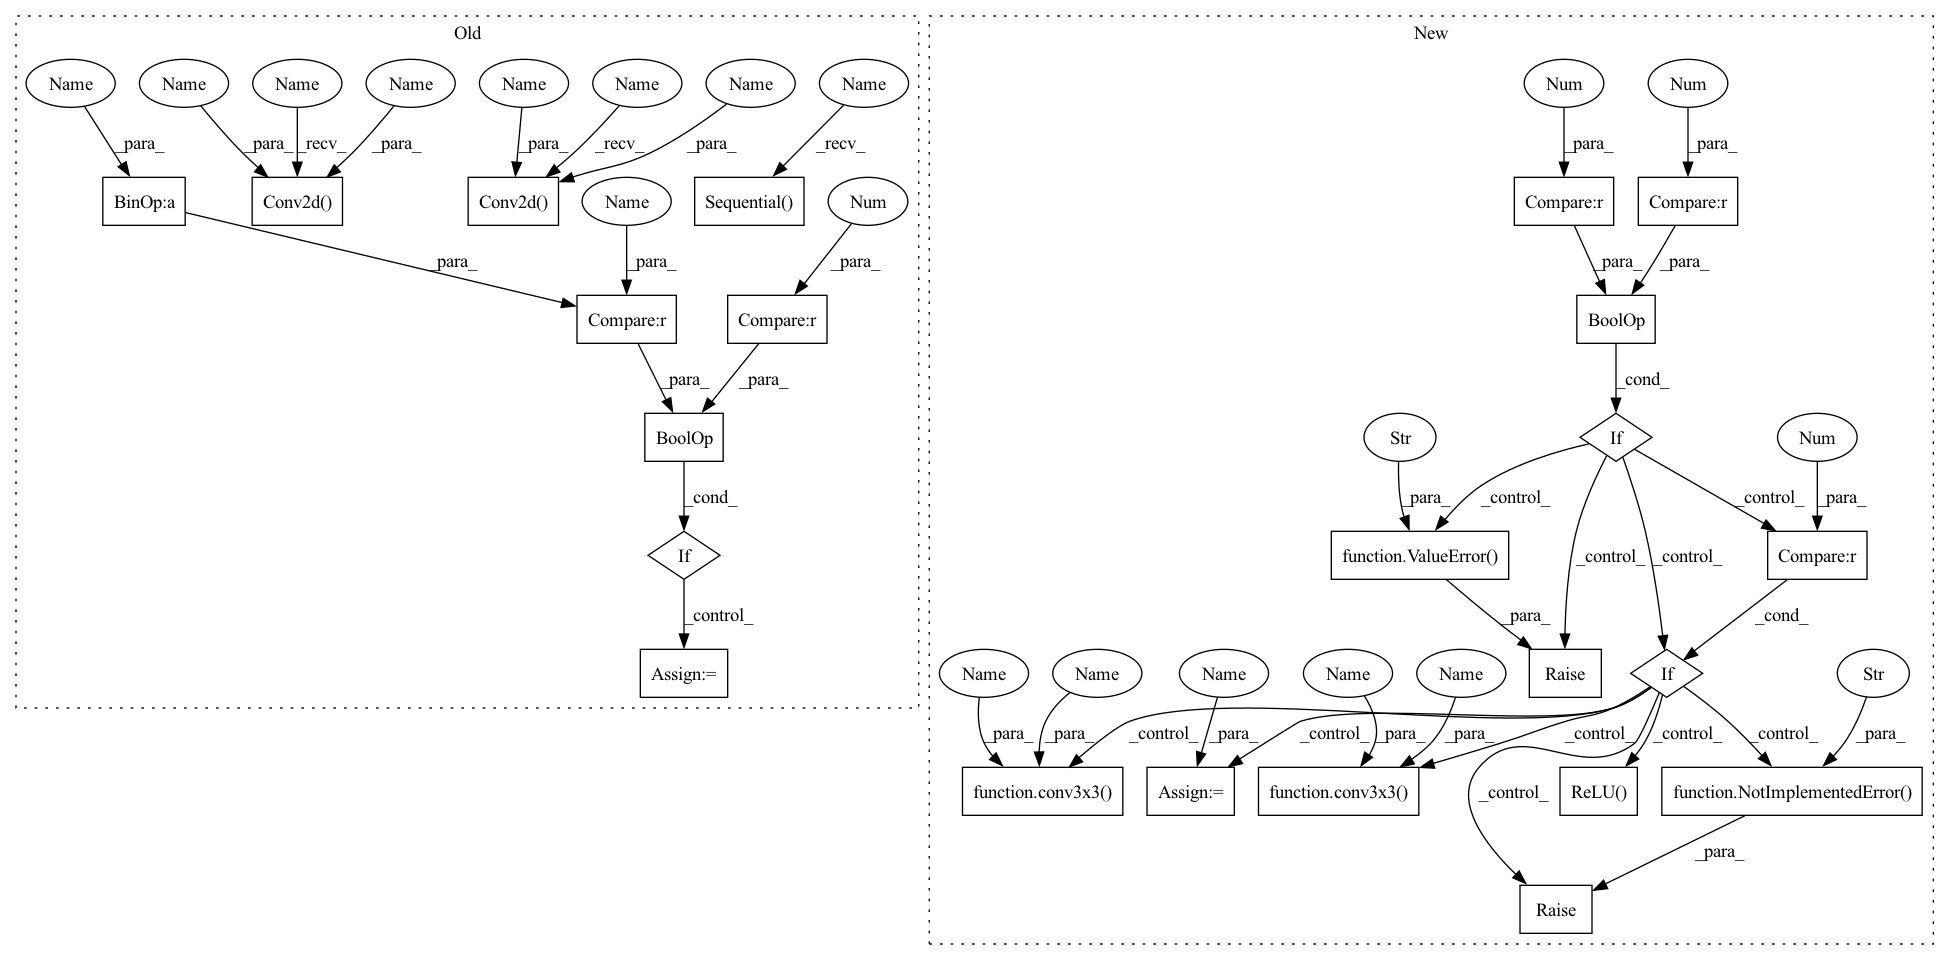 Old
New
Name Name Name Name Name Name Name Name
_para_ _para_ _recv_ _para_ _para_ _recv_ _para_ _recv_
BinOp:a Conv2d() Conv2d() Name Sequential() Num
_para_ _para_ _para_
Compare:r Compare:r
_para_ _para_
BoolOp
_cond_
If
_control_
Assign:=
Num Num
_para_ _para_
Compare:r Compare:r
_para_ _para_
BoolOp
_cond_
Str If Num
_para_ _control_ _control_ _para_
function.ValueError() _control_ _control_ Compare:r
_para_ _cond_
Name Name Name Name Name Raise If Str
_para_ _para_ _control_ _para_ _control_ _para_ _para_ _control_ _control_ _control_ _para_
function.conv3x3() Assign:= function.conv3x3() _control_ ReLU() function.NotImplementedError()
_para_
Raise